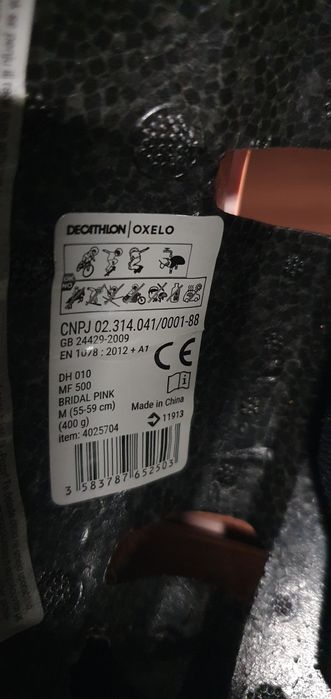 DECATHLON | OXELO
CNPJ 02.314.041/0001-88
GB 24429-2009
EN 1078 : 2012 + A1
CE
DH 010
MF 500
BRIDAL PINK
M (55-59 cm)
(400 g)
item: 4025704
Made in China
11913
3 583787 652503